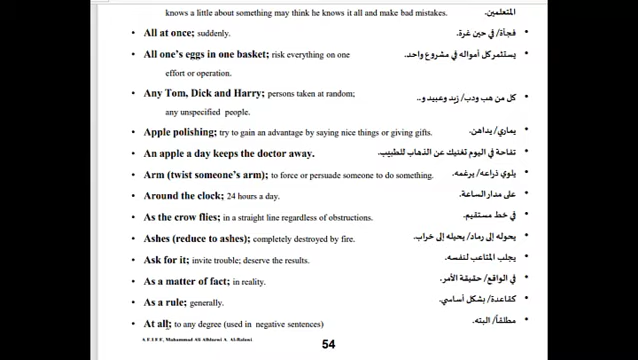 knows a little about something may think he knows it all and make bad mistakes. المتعلمين.
• All at once; suddenly. فجأة/ في حين غرة. •
• All one's eggs in one basket; risk everything on one يستثمر كل أمواله في مشروع واحد. •
effort or operation.
• Any Tom, Dick and Harry; persons taken at random; كل من هب ودب/ زيد وعبيد و.. •
any unspecified people.
• Apple polishing; try to gain an advantage by saying nice things or giving gifts. يماري/ يداهن. •
• An apple a day keeps the doctor away. تفاحة في اليوم تغنيك عن الذهاب للطبيب. •
• Arm (twist someone's arm); to force or persuade someone to do something. يلوي ذراعه/ يرغمه. •
• Around the clock; 24 hours a day. على مدار الساعة. •
• As the crow flies; in a straight line regardless of obstructions. في خط مستقيم. •
• Ashes (reduce to ashes); completely destroyed by fire. يحوله إلى رماد/ يحيله إلى خراب. •
• Ask for it; invite trouble; deserve the results. يجلب المتاعب لنفسه. •
• As a matter of fact; in reality. في الواقع/ حقيقة الأمر. •
• As a rule; generally. كقاعدة/ بشكل أساسي. •
• At all; to any degree (used in negative sentences) مطلقاً/ البته. •
Muhammad Ali
54